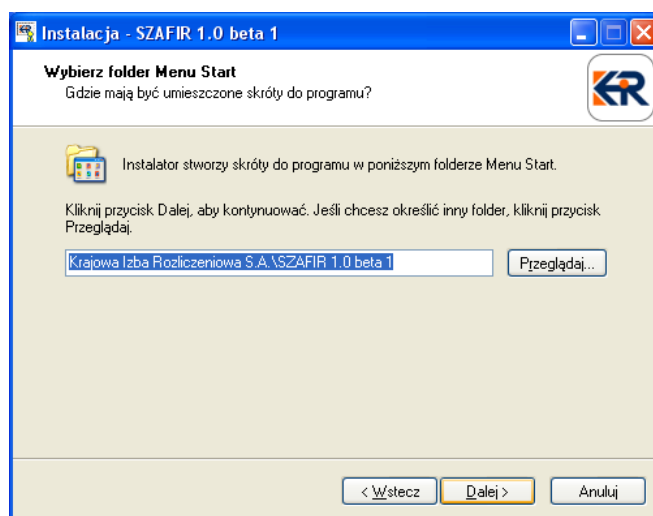 Instalacja - SZAFIR 1.0 beta 1
Wybierz folder Menu Start
Gdzie mają być umieszczone skróty do programu?
KIR
Instalator stworzy skróty do programu w poniższym folderze Menu Start.
Kliknij przycisk Dalej, aby kontynuować. Jeśli chcesz określić inny folder, kliknij przycisk
Przeglądaj.
Krajowa Izba Rozliczeniowa S.A.\SZAFIR 1.0 beta 1
Przeglądaj...
< Wstecz
Dalej >
Anuluj